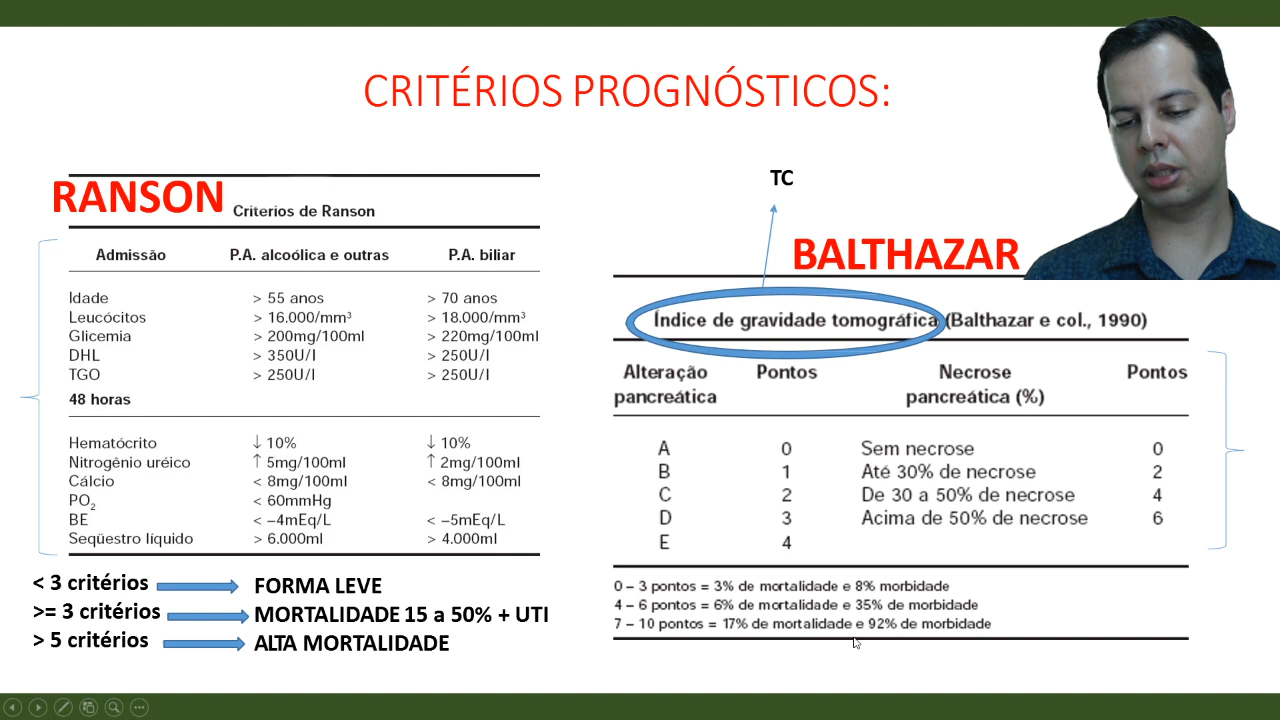 CRITÉRIOS PROGNÓSTICOS:
RANSON
Criterios de Ranson
Admissão P.A. alcoólica e outras P.A. biliar
Idade > 55 anos > 70 anos
Leucócitos > 16.000/mm³ > 18.000/mm³
Glicemia > 200mg/100ml > 220mg/100ml
DHL > 350U/l > 250U/l
TGO > 250U/l > 250U/l
48 horas
Hematócrito ↓ 10% ↓ 10%
Nitrogênio uréico ↑ 5mg/100ml ↑ 2mg/100ml
Cálcio < 8mg/100ml < 8mg/100ml
PO₂ < 60mmHg
BE < –4mEq/L < –5mEq/L
Seqüestro líquido > 6.000ml > 4.000ml
< 3 critérios FORMA LEVE
>= 3 critérios MORTALIDADE 15 a 50% + UTI
> 5 critérios ALTA MORTALIDADE
TC
BALTHAZAR
Índice de gravidade tomográfica (Balthazar e col., 1990)
Alteração Pontos Necrose Pontos
pancreática pancreática (%)
A 0 Sem necrose 0
B 1 Até 30% de necrose 2
C 2 De 30 a 50% de necrose 4
D 3 Acima de 50% de necrose 6
E 4
0 – 3 pontos = 3% de mortalidade e 8% morbidade
4 – 6 pontos = 6% de mortalidade e 35% de morbidade
7 – 10 pontos = 17% de mortalidade e 92% de morbidade